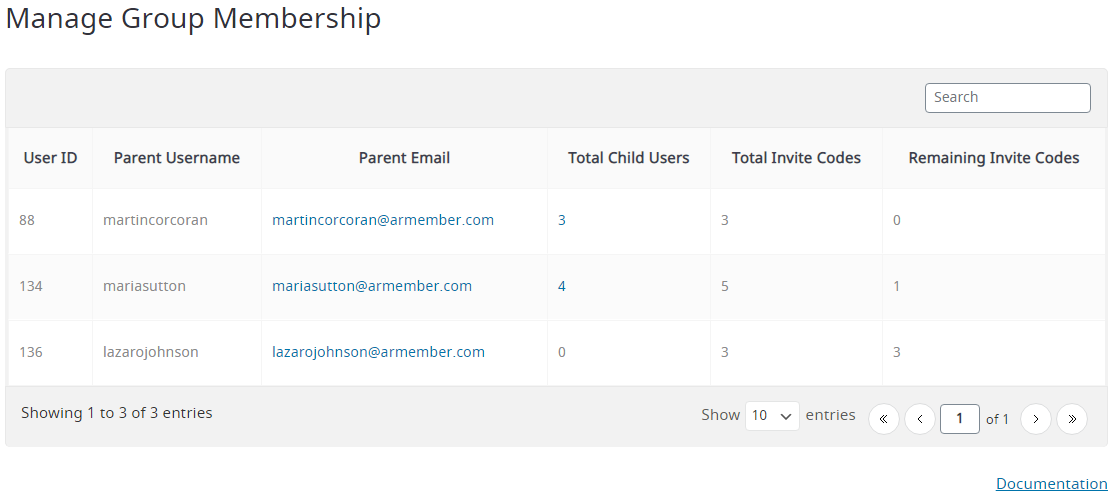 Manage Group Membership
Search
User ID Parent Username Parent Email Total Child Users Total Invite Codes Remaining Invite Codes
88 martincorcoran martincorcoran@armember.com 3 3 0
134 mariasutton mariasutton@armember.com 4 5 1
136 lazarojohnson lazarojohnson@armember.com 0 3 3
Showing 1 to 3 of 3 entries Show 10 entries « ‹ 1 of 1 › »
Documentation